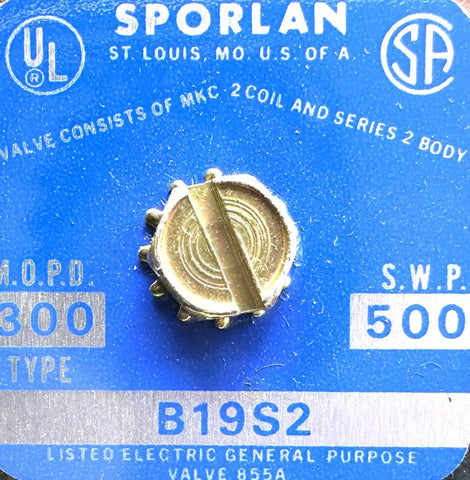 SPORLAN
UL ®
ST. LOUIS, MO. U.S. OF A.
SA
VALVE CONSISTS OF MKC 2 COIL AND SERIES 2 BODY
M.O.P.D.
S.W.P.
300
500
TYPE
B19S2
LISTED ELECTRIC GENERAL PURPOSE
VALVE 855A